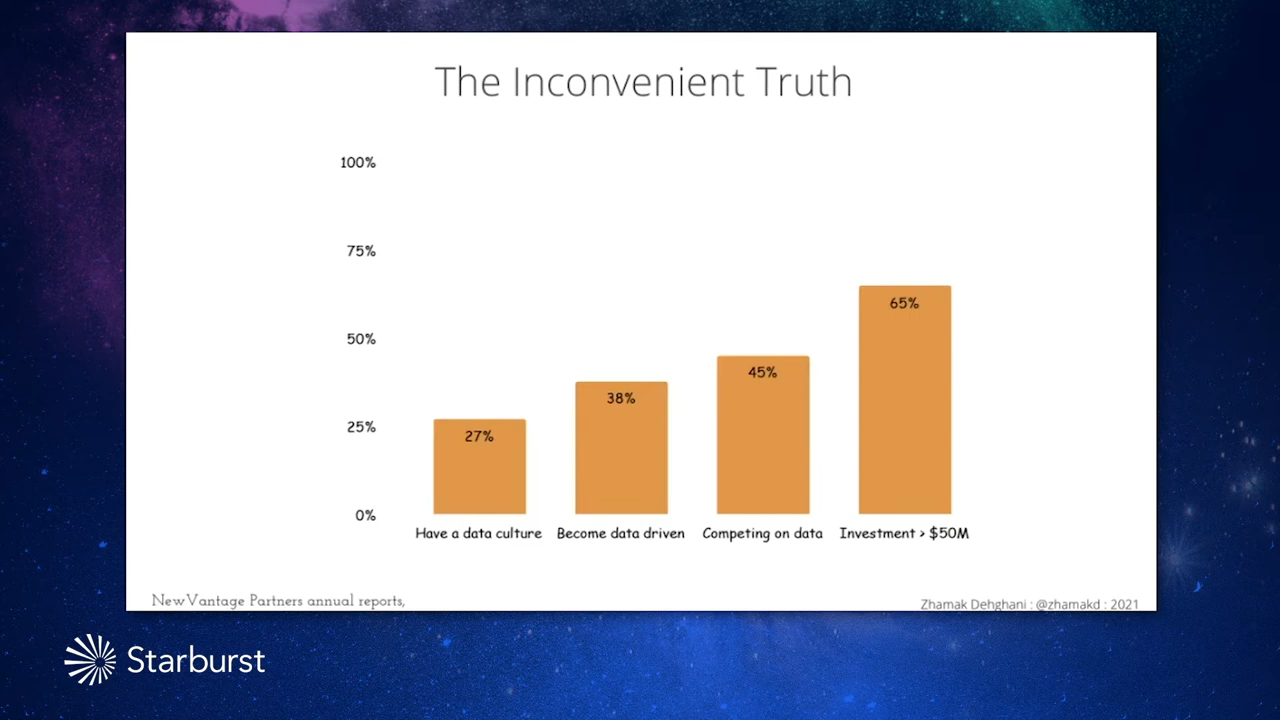 The Inconvenient Truth
100%
75%
50%
25%
0%
27%
38%
45%
65%
Have a data culture
Become data driven
Competing on data
Investment > $50M
NewVantage Partners annual reports,
Zhamak Dehghani : @zhamakd : 2021
Starburst